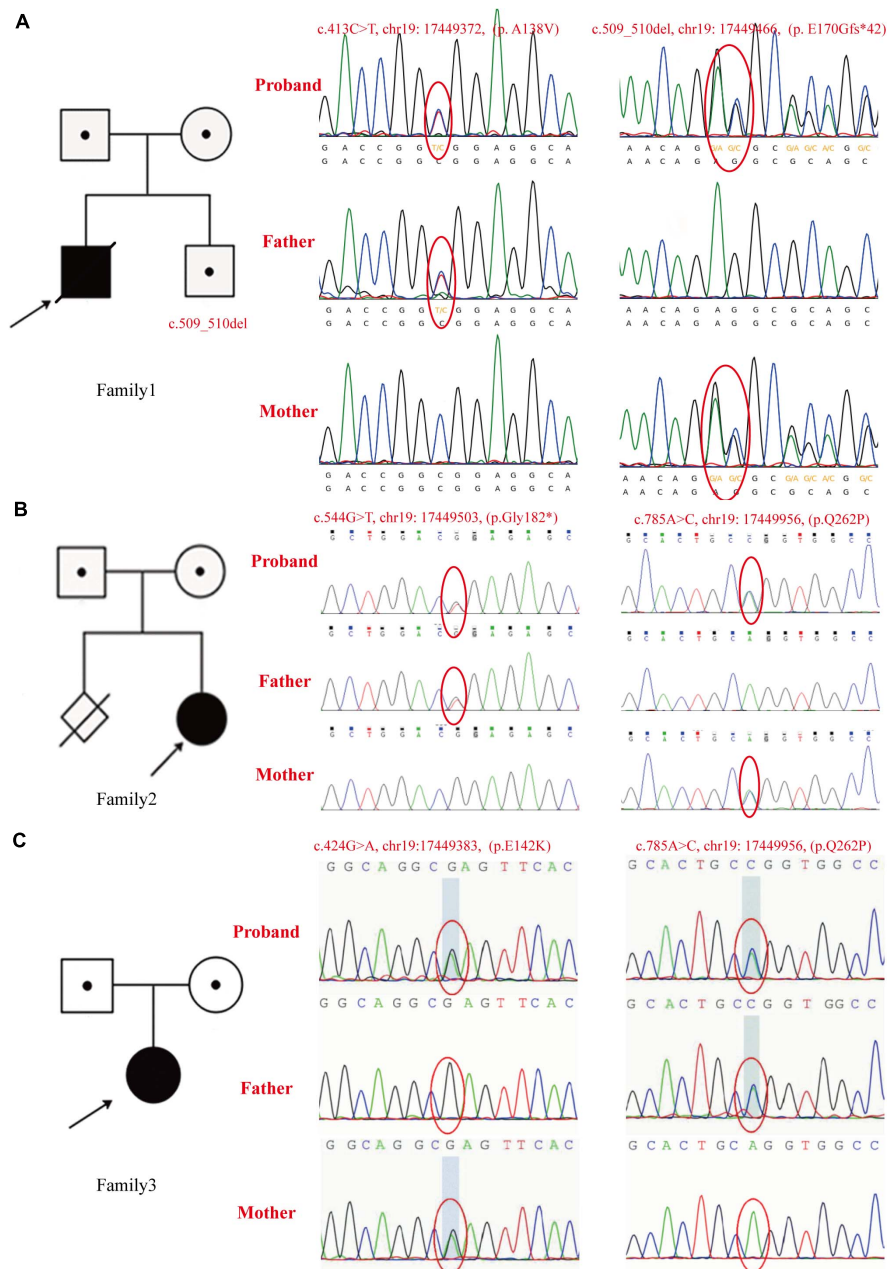 A
c.413C>T, chr19: 17449372, (p. A138V)
c.509_510del, chr19: 17449466, (p. E170Gfs*42)
Proband
G A C C G G T/C G G A G G C A
G A C C G G C G G A G G C A
A A C A G G/A G/C G C G/A G/C A/C G G/C
A A C A G A G G C G C A G C
Father
G A C C G G T/C G G A G G C A
G A C C G G C G G A G G C A
A A C A G A G G C G C A G C
A A C A G A G G C G C A G C
c.509_510del
Family1
Mother
G A C C G G C G G A G G C A
G A C C G G C G G A G G C A
A A C A G G/A G/C G C G/A G/C A/C G G/C
A A C A G A G G C G C A G C
B
c.544G>T, chr19: 17449503, (p.Gly182*)
c.785A>C, chr19: 17449956, (p.Q262P)
G C T G G A C G G A G A G C
G C A C T G C C G G T G G C C
Proband
G C T G G A C G G A G A G C
G C A C T G C A G G T G G C C
Father
G C T G G A C G G A G A G C
G C A C T G C A G G T G G C C
Mother
Family2
C
c.424G>A, chr19:17449383, (p.E142K)
c.785A>C, chr19: 17449956, (p.Q262P)
G G C A G G C G A G T T C A C
G C A C T G C C G G T G G C C
Proband
G G C A G G C G A G T T C A C
G C A C T G C C G G T G G C C
Father
G G C A G G C G A G T T C A C
G C A C T G C A G G T G G C C
Family3
Mother